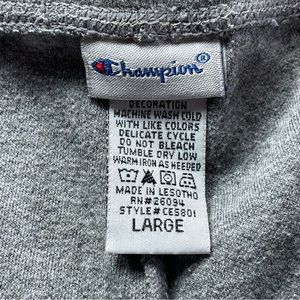 Champion®
DECORATION
MACHINE WASH COLD
WITH LIKE COLORS
DELICATE CYCLE
DO NOT BLEACH
TUMBLE DRY LOW
WARM IRON AS NEEDED
MADE IN LESOTHO
RN#26094
STYLE#CES801
LARGE